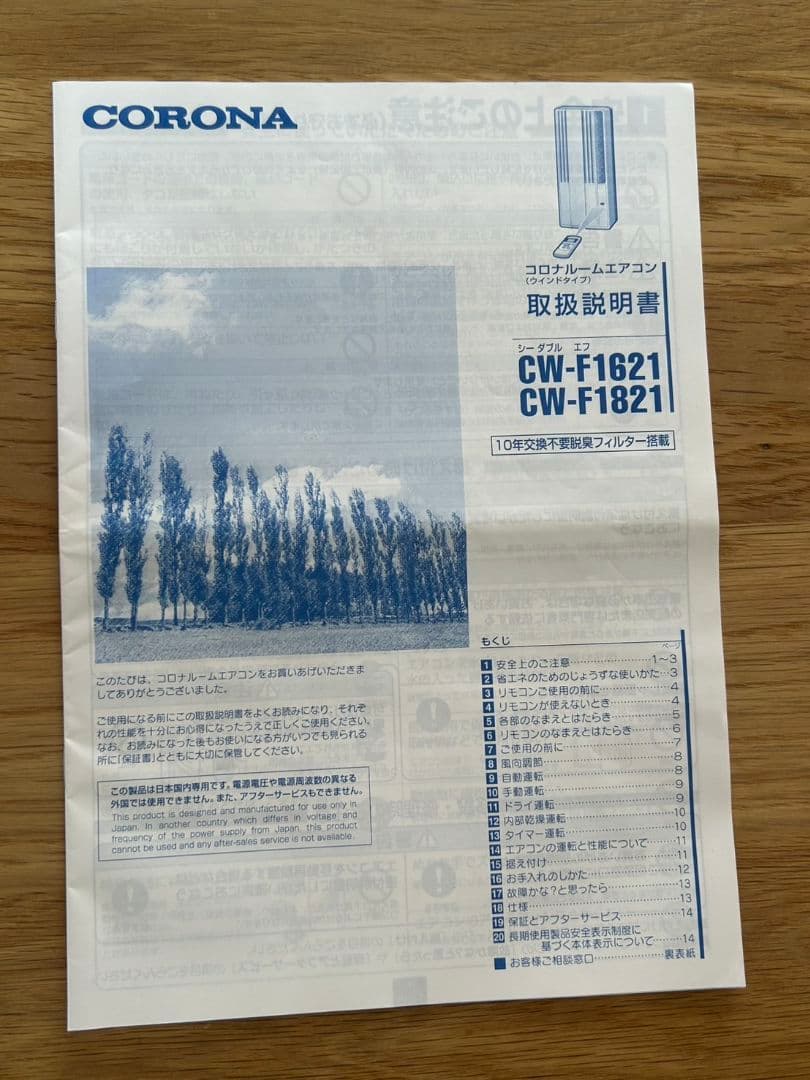 CORONA
コロナルームエアコン
(ウインドタイプ)
取扱説明書
シー ダブル エフ
CW-F1621
CW-F1821
10年交換不要脱臭フィルター搭載
このたびは、コロナルームエアコンをお買いあげいただきま
してありがとうございました。
ご使用になる前にこの取扱説明書をよくお読みになり、それぞ
れの性能を十分にお心得になったうえで正しくご使用ください。
なお、お読みになった後もお使いになる方がいつでも見られる
所に「保証書」とともに大切に保管してください。
この製品は日本国内専用です。電源電圧や電源周波数の異なる
外国では使用できません。また、アフターサービスもできません。
This product is designed and manufactured for use only in
Japan. In another country which differs in voltage and
frequency of the power supply from Japan, this product
cannot be used and any after-sales service is not available.
もくじ
ページ
1 安全上のご注意……………………1〜3
2 省エネのためのじょうずな使いかた…3
3 リモコンご使用の前に………………4
4 リモコンが使えないとき……………4
5 各部のなまえとはたらき……………5
6 リモコンのなまえとはたらき………6
7 ご使用の前に…………………………7
8 風向調節………………………………8
9 自動運転………………………………8
10 手動運転………………………………9
11 ドライ運転……………………………9
12 内部乾燥運転…………………………10
13 タイマー運転…………………………10
14 エアコンの運転と性能について……11
15 据え付け………………………………11
16 お手入れのしかた……………………12
17 故障かな?と思ったら………………13
18 仕様……………………………………13
19 保証とアフターサービス……………14
20 長期使用製品安全表示制度に
基づく本体表示について……14
■ お客様ご相談窓口………………裏表紙